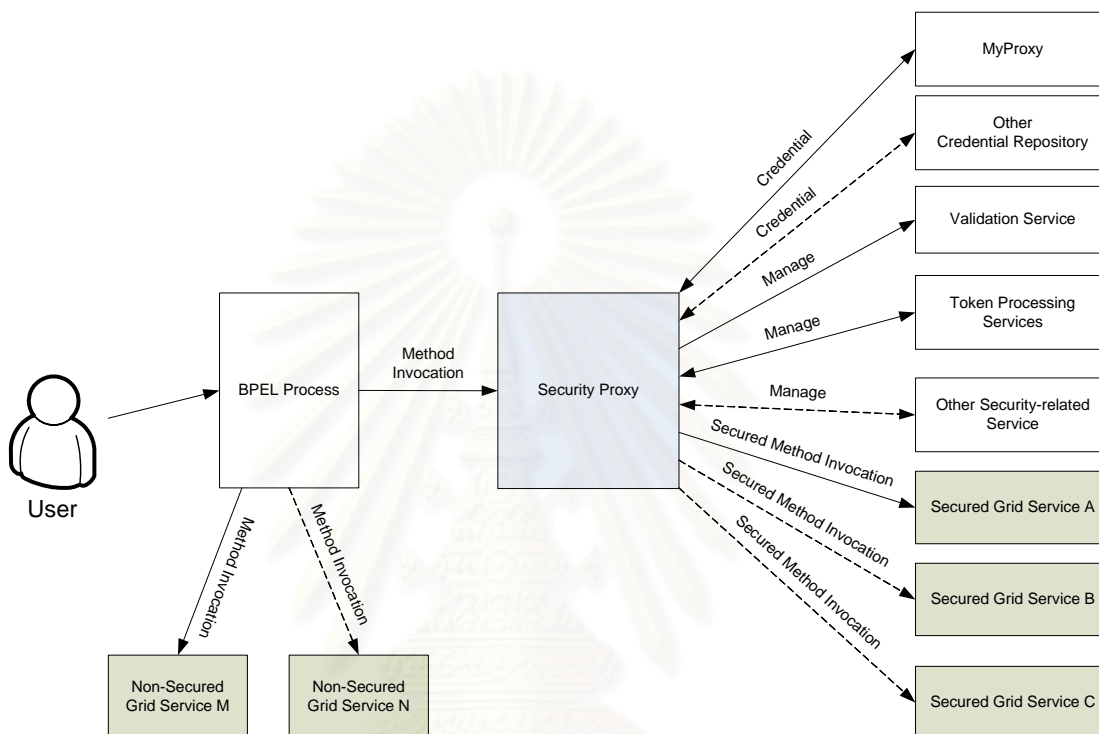 MyProxy
Other
Credential Repository
Validation Service
Token Processing
Services
Other Security-related
Service
Secured Grid Service A
Secured Grid Service B
Secured Grid Service C
Credential
Credential
Manage
Manage
Manage
Secured Method Invocation
Secured Method Invocation
Secured Method Invocation
Security Proxy
Method
Invocation
BPEL Process
User
Method Invocation
Method Invocation
Non-Secured
Grid Service M
Non-Secured
Grid Service N